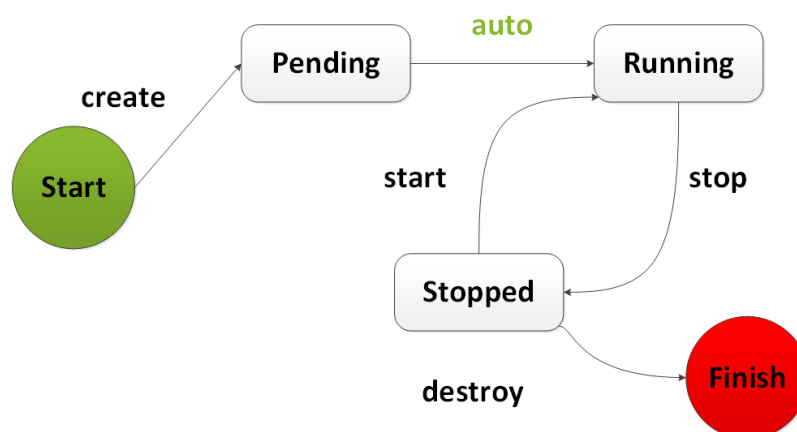 auto
Pending
Running
create
start
stop
Start
Stopped
Finish
destroy